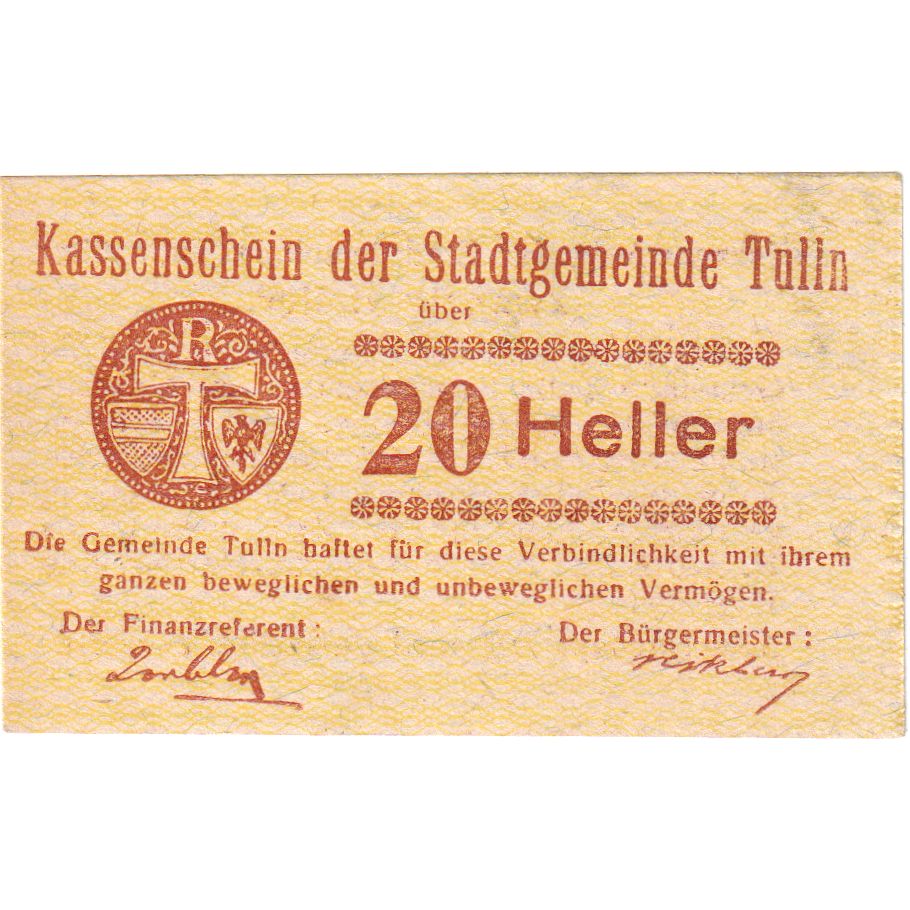 Kassenschein der Stadtgemeinde Tulln
über
R
T
20 Heller
Die Gemeinde Tulln haftet für diese Verbindlichkeit mit ihrem
ganzen beweglichen und unbeweglichen Vermögen.
Der Finanzreferent:
Der Bürgermeister: